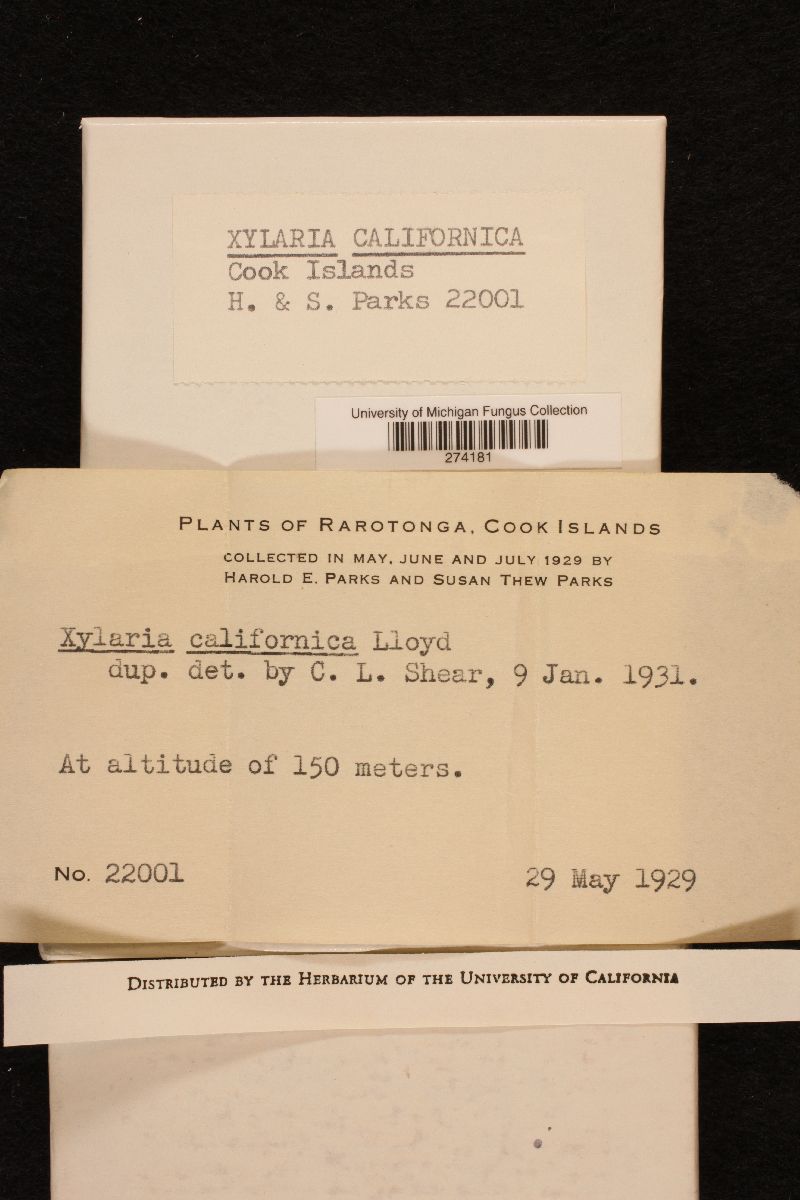 XYLARIA CALIFORNICA
Cook Islands
H. & S. Parks 22001
University of Michigan Fungus Collection
274181
PLANTS OF RAROTONGA, COOK ISLANDS
COLLECTED IN MAY, JUNE AND JULY 1929 BY
HAROLD E. PARKS AND SUSAN THEW PARKS
Xylaria californica Lloyd
dup. det. by C. L. Shear, 9 Jan. 1931.
At altitude of 150 meters.
No. 22001 29 May 1929
DISTRIBUTED BY THE HERBARIUM OF THE UNIVERSITY OF CALIFORNIA